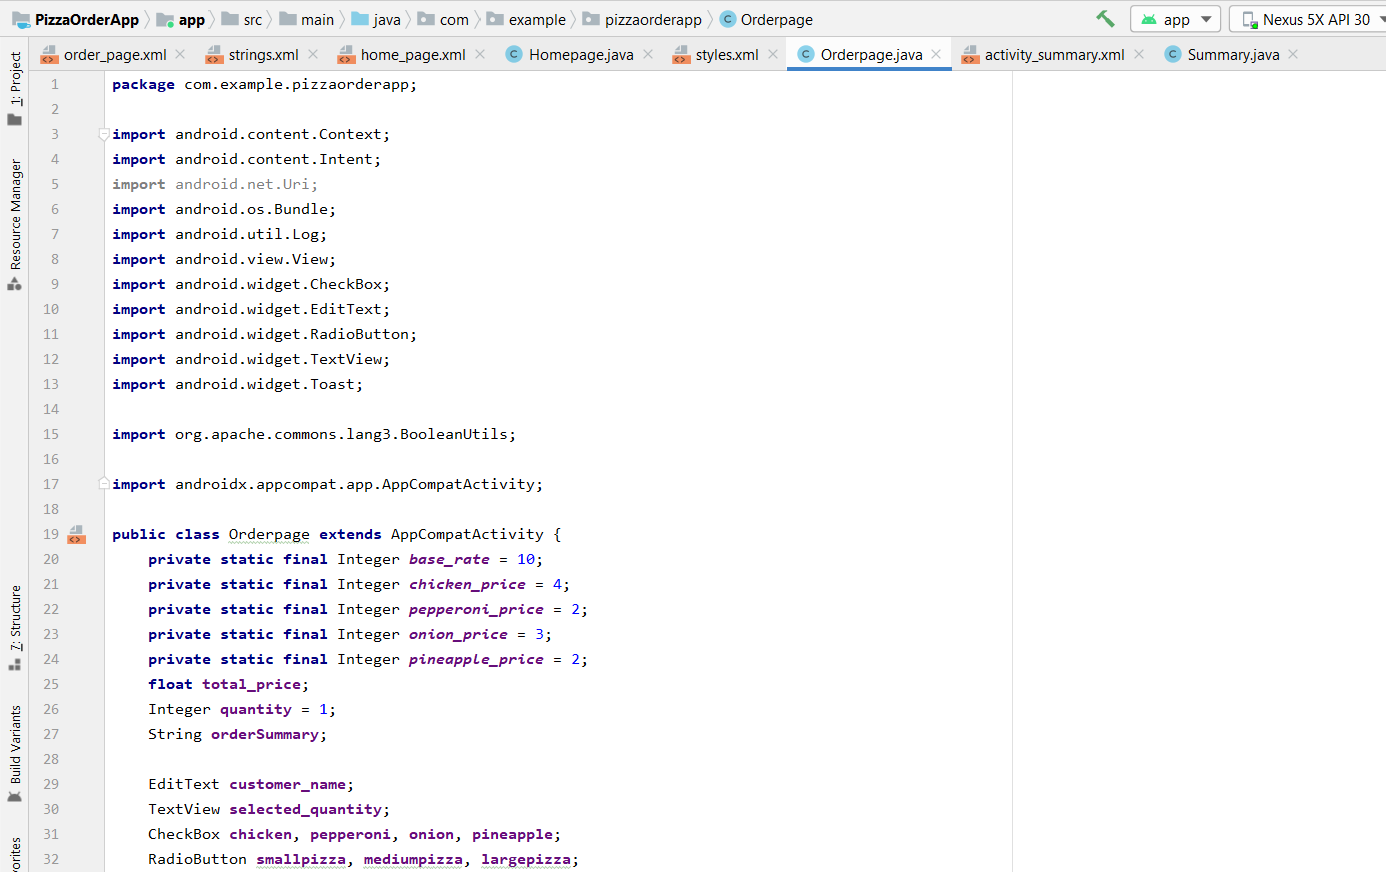 PizzaOrderApp app src main java com example pizzaorderapp Orderpage app Nexus 5X API 30
order_page.xml strings.xml home_page.xml Homepage.java styles.xml Orderpage.java activity_summary.xml Summary.java
1: Project
Resource Manager
7: Structure
Build Variants
1 package com.example.pizzaorderapp;
2
3 import android.content.Context;
4 import android.content.Intent;
5 import android.net.Uri;
6 import android.os.Bundle;
7 import android.util.Log;
8 import android.view.View;
9 import android.widget.CheckBox;
10 import android.widget.EditText;
11 import android.widget.RadioButton;
12 import android.widget.TextView;
13 import android.widget.Toast;
14
15 import org.apache.commons.lang3.BooleanUtils;
16
17 import androidx.appcompat.app.AppCompatActivity;
18
19 public class Orderpage extends AppCompatActivity {
20 private static final Integer base_rate = 10;
21 private static final Integer chicken_price = 4;
22 private static final Integer pepperoni_price = 2;
23 private static final Integer onion_price = 3;
24 private static final Integer pineapple_price = 2;
25 float total_price;
26 Integer quantity = 1;
27 String orderSummary;
28
29 EditText customer_name;
30 TextView selected_quantity;
31 CheckBox chicken, pepperoni, onion, pineapple;
32 RadioButton smallpizza, mediumpizza, largepizza;